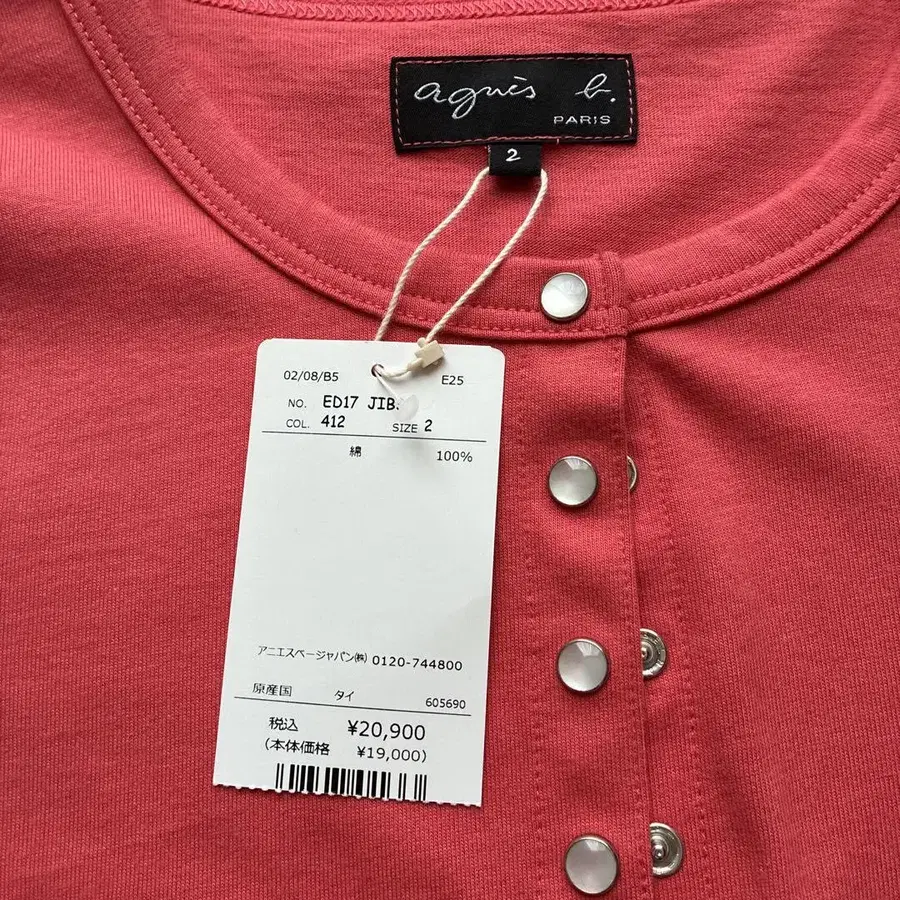 agnès b.
PARIS
2
02/08/B5 E25
NO. ED17 JIB
COL. 412 SIZE 2
綿 100%
アニエスベージャパン㈱ 0120-744800
原産国 タイ 605690
税込 ¥20,900
(本体価格 ¥19,000)